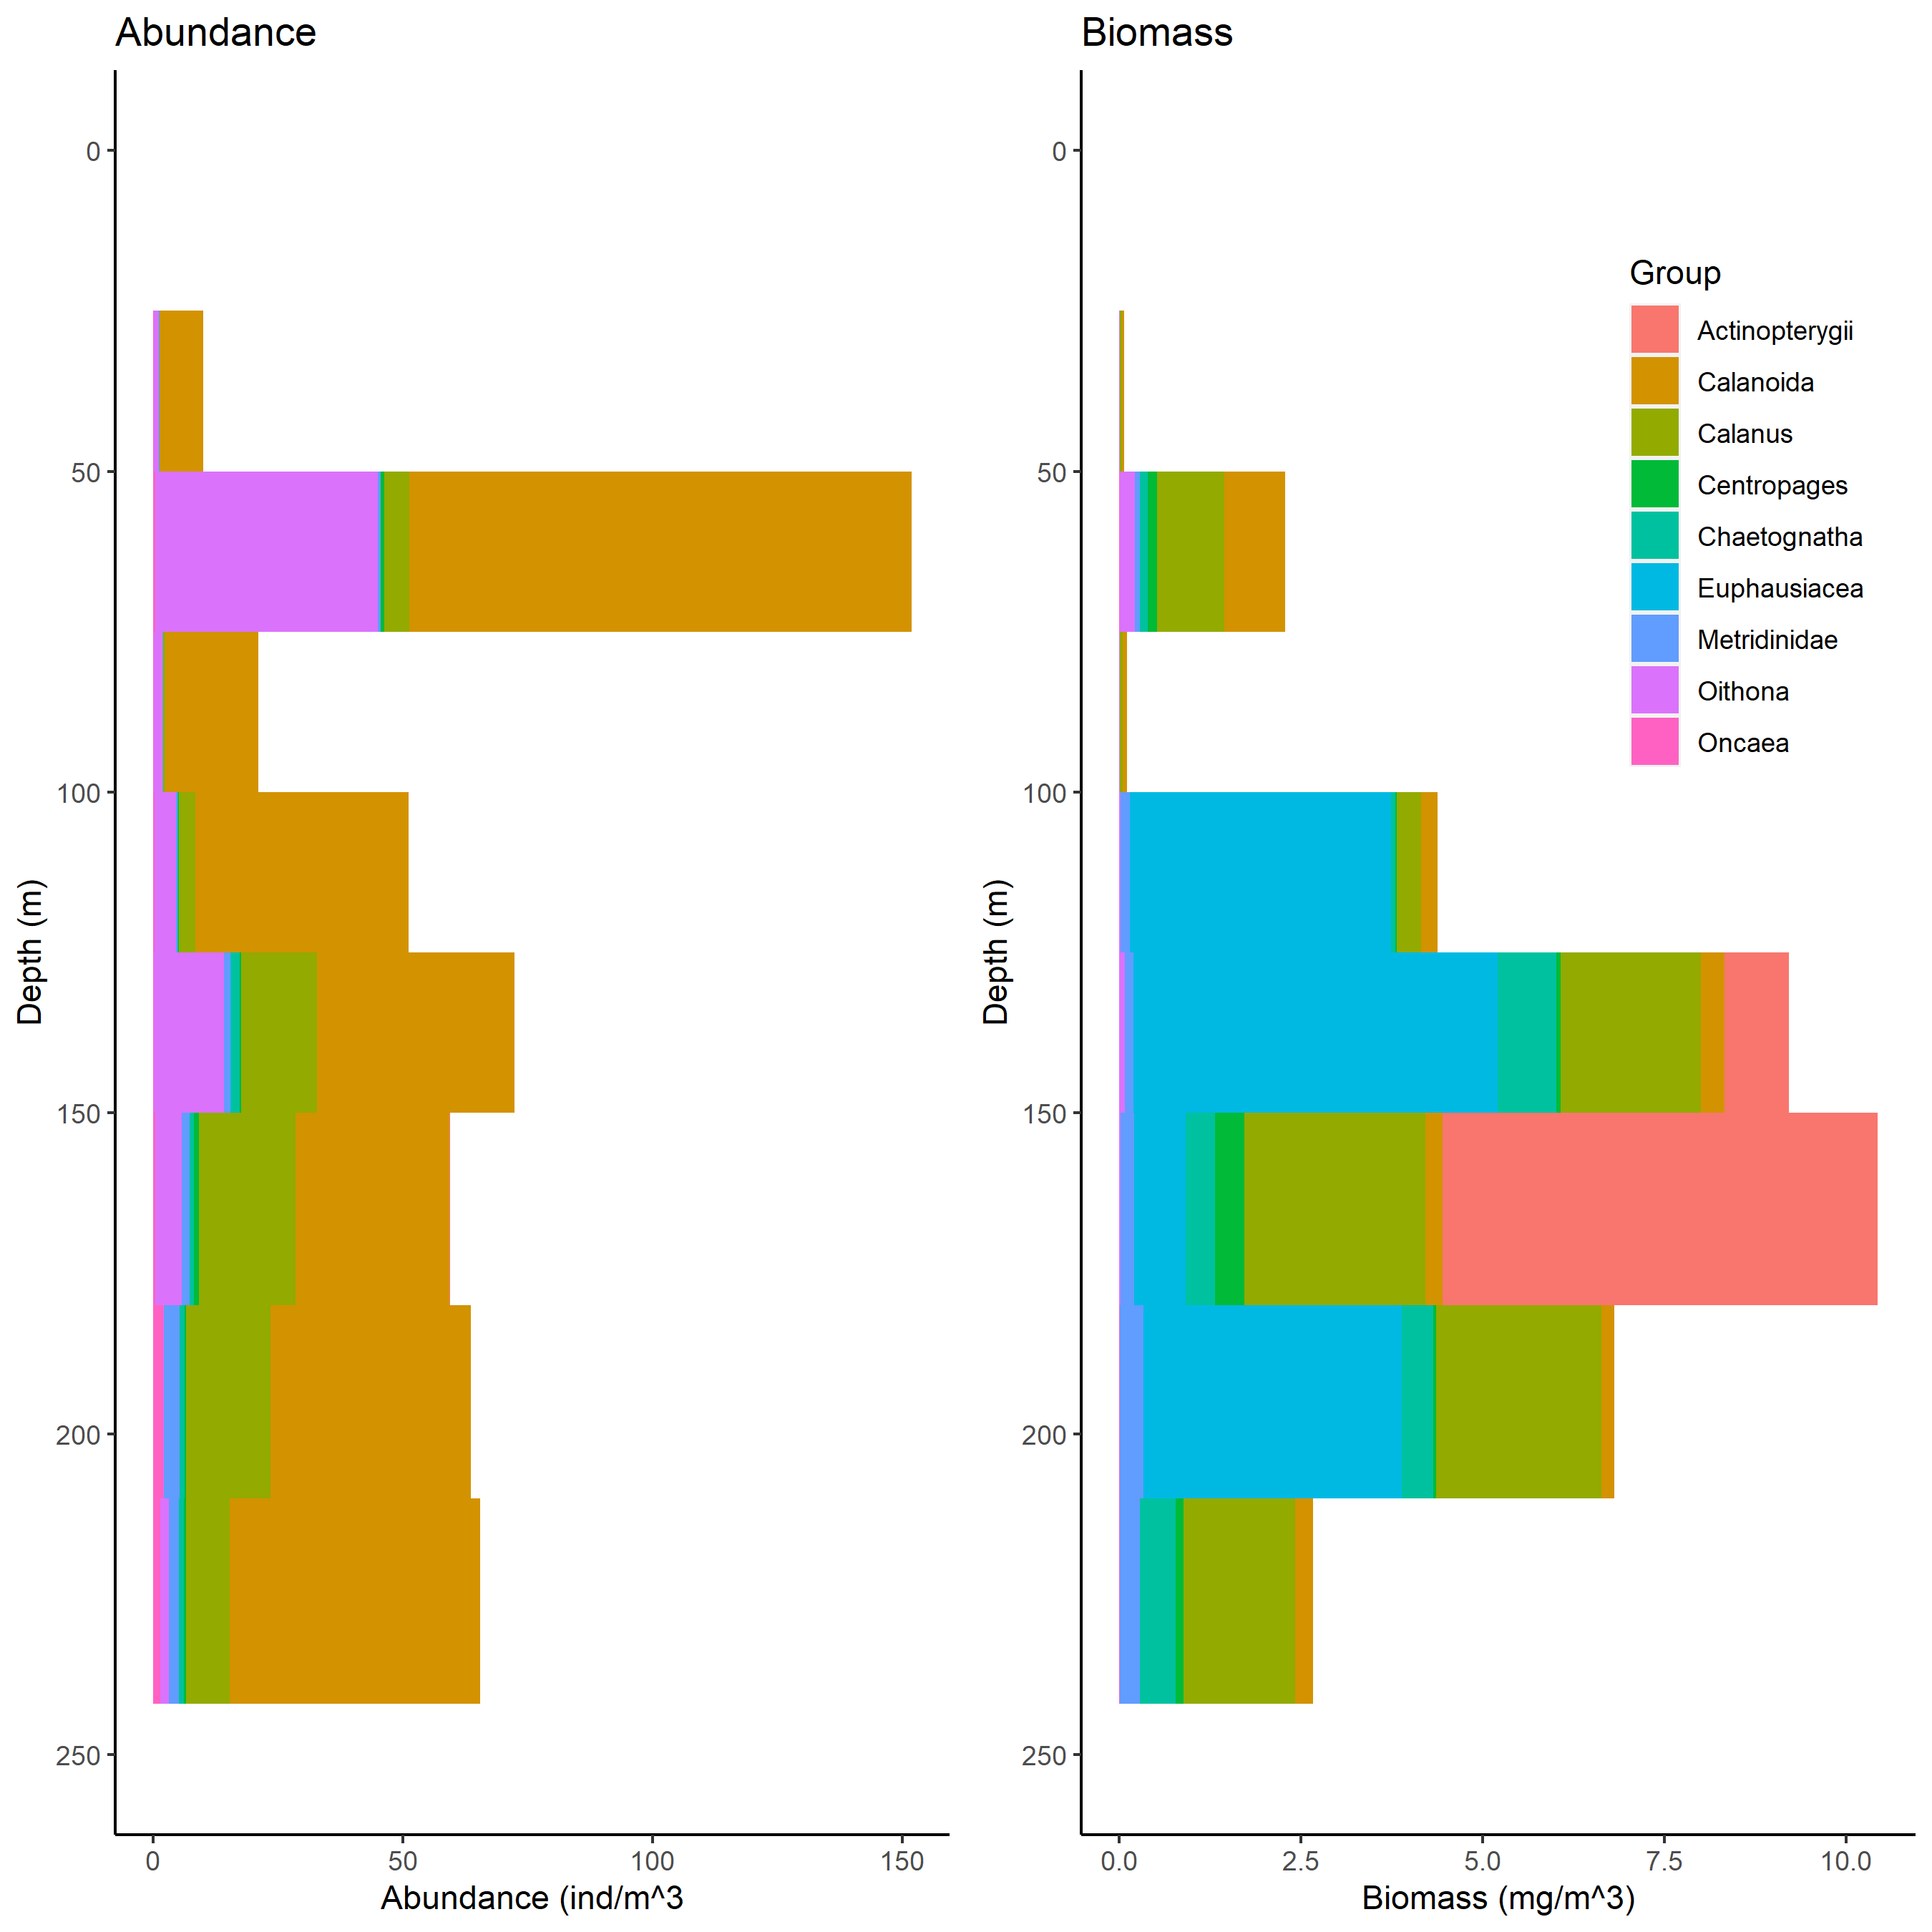 Abundance
0
50
100
150
200
250
Depth (m)
0
50
100
150
Abundance (ind/m^3
Biomass
0
50
100
150
200
250
Depth (m)
0.0
2.5
5.0
7.5
10.0
Biomass (mg/m^3)
Group
Actinopterygii
Calanoida
Calanus
Centropages
Chaetognatha
Euphausiacea
Metridinidae
Oithona
Oncaea